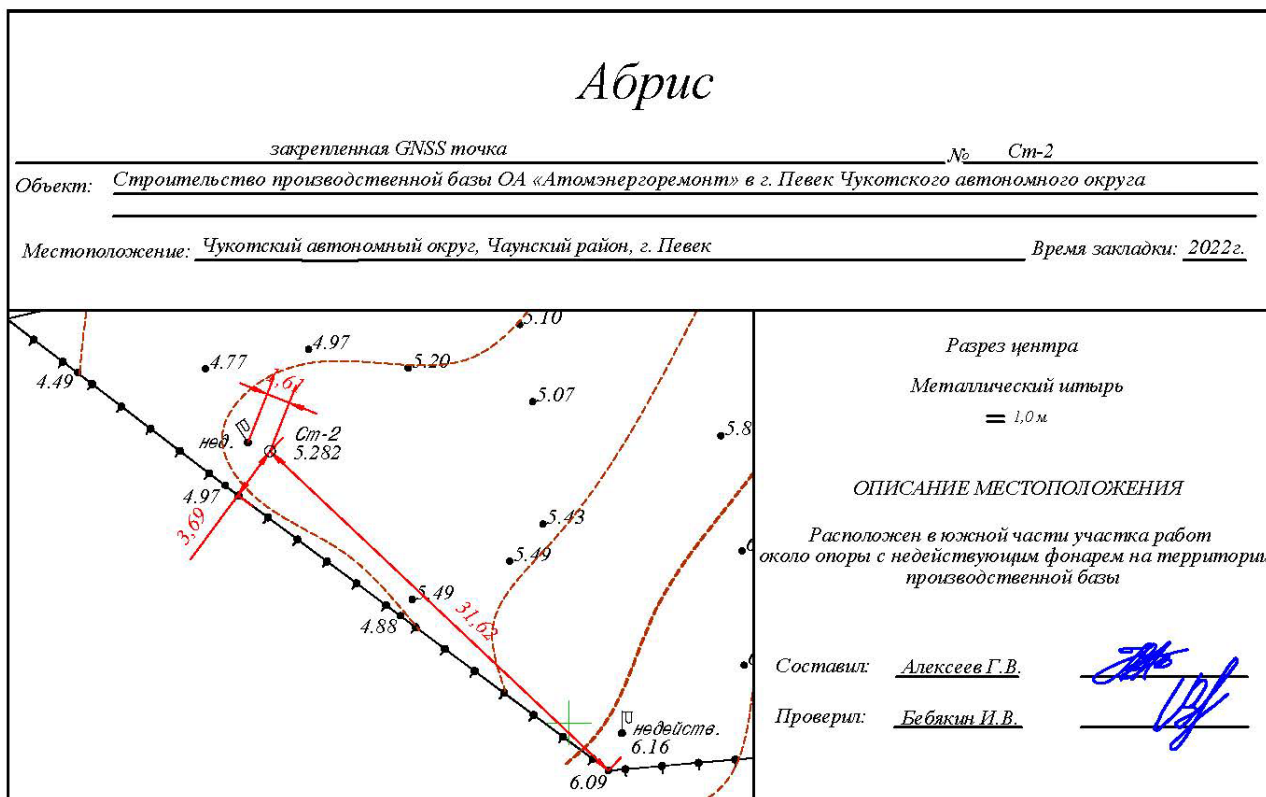 Абрис
закрепленная GNSS точка № Ст-2
Объект: Строительство производственной базы ОА «Атомэнергоремонт» в г. Певек Чукотского автономного округа
Местоположение: Чукотский автономный округ, Чаунский район, г. Певек Время закладки: 2022г.
5.10
4.97
5.20
4.77
4.49
1,61
5.07
5.8
нед.
Ст-2
5.282
4.97
3,69
5.43
5.49
5.49
4.88
31,62
недейств.
6.16
6.09
Разрез центра
Металлический штырь
= 1,0 м
ОПИСАНИЕ МЕСТОПОЛОЖЕНИЯ
Расположен в южной части участка работ
около опоры с недействующим фонарем на территории
производственной базы
Составил: Алексеев Г.В.
Проверил: Бебякин И.В.